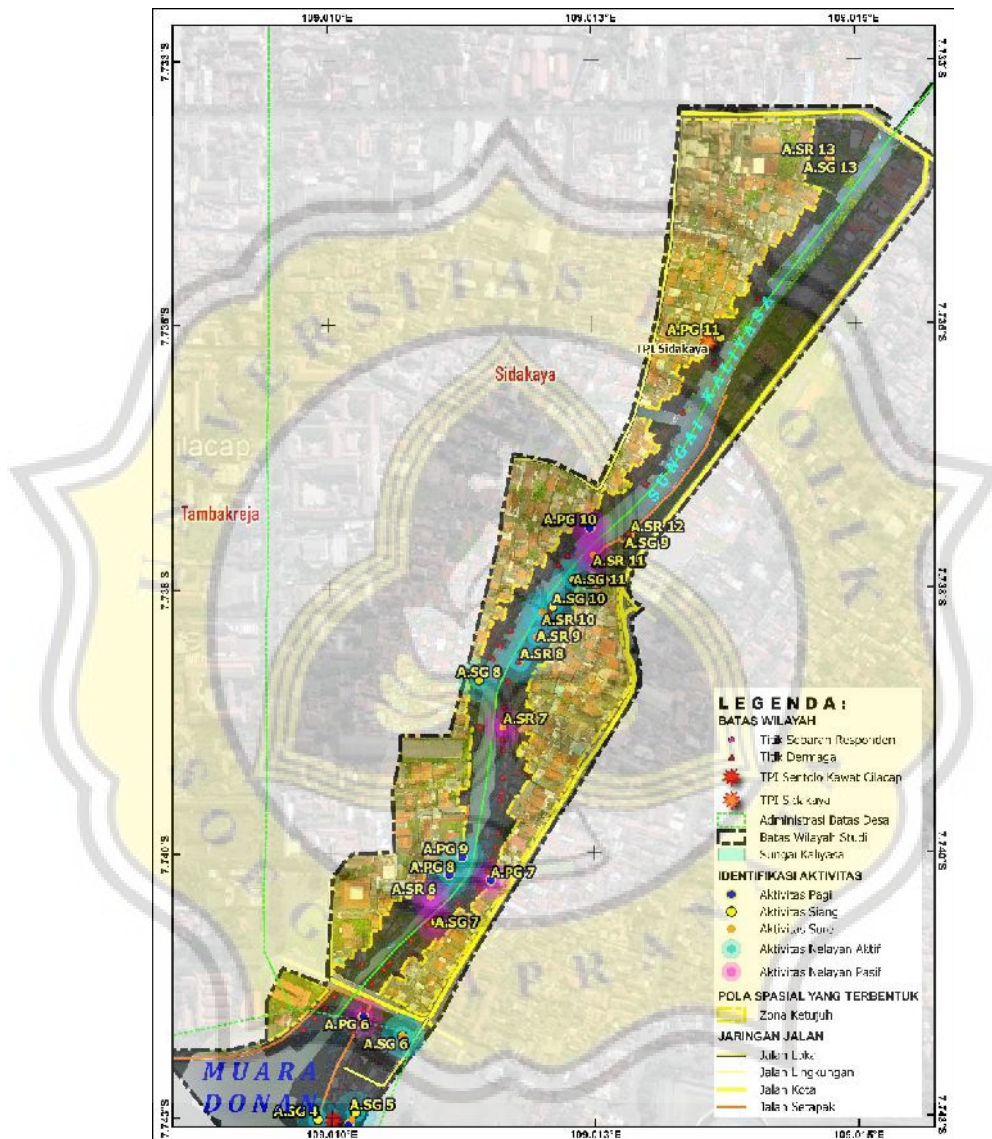 109.010°E 109.013°E 109.015°E
7.733°S 7.733°S
A.SR 13
A.SG 13
A.PG 11
TPI Sidakaya
SUNGAI KALIYASA
Sidakaya
cilacap
Tambakreja
A.PG 10
A.SR 12
A.SG 9
A.SR 11
A.SG 11
A.SG 10
A.SR 10
A.SR 9
A.SR 8
A.SG 8
A.SR 7
7.738°S 7.738°S
7.740°S 7.740°S
A.PG 9
A.PG 8
A.PG 7
A.SR 6
A.SG 7
A.PG 6
A.SG 6
MUARA
DONAN
A.SG 4
A.SG 5
7.743°S 7.743°S
109.010°E 109.013°E 109.015°E
LEGENDA:
BATAS WILAYAH
Titik Sebaran Responden
Titik Dermaga
TPI Sentolo Kawat Cilacap
TPI Sidakaya
Administrasi Batas Desa
Batas Wilayah Studi
Sungai Kaliyasa
IDENTIFIKASI AKTIVITAS
Aktivitas Pagi
Aktivitas Siang
Aktivitas Sore
Aktivitas Nelayan Aktif
Aktivitas Nelayan Pasif
POLA SPASIAL YANG TERBENTUK
Zona Ketujuh
JARINGAN JALAN
Jalan Lokal
Jalan Lingkungan
Jalan Kota
Jalan Setapak